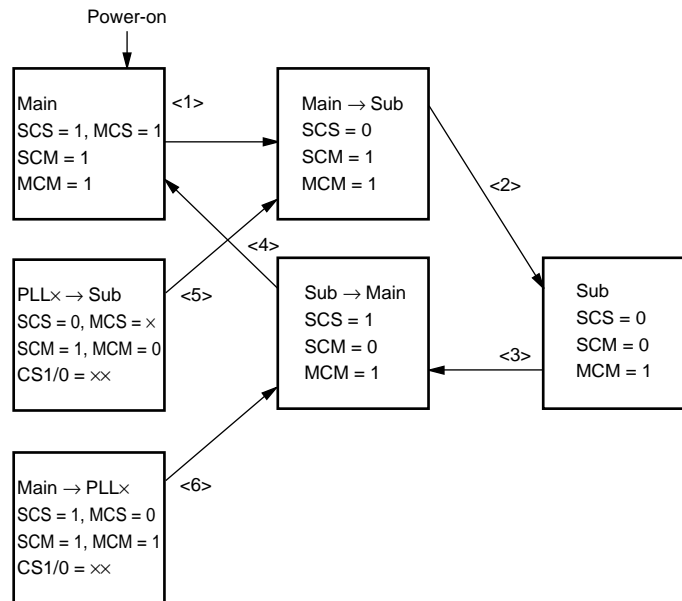 Power-on
Main
SCS = 1, MCS = 1
SCM = 1
MCM = 1
<1>
Main → Sub
SCS = 0
SCM = 1
MCM = 1
<2>
<4>
PLL× → Sub
SCS = 0, MCS = ×
SCM = 1, MCM = 0
CS1/0 = ××
<5>
Sub → Main
SCS = 1
SCM = 0
MCM = 1
<3>
Sub
SCS = 0
SCM = 0
MCM = 1
Main → PLL×
SCS = 1, MCS = 0
SCM = 1, MCM = 1
CS1/0 = ××
<6>